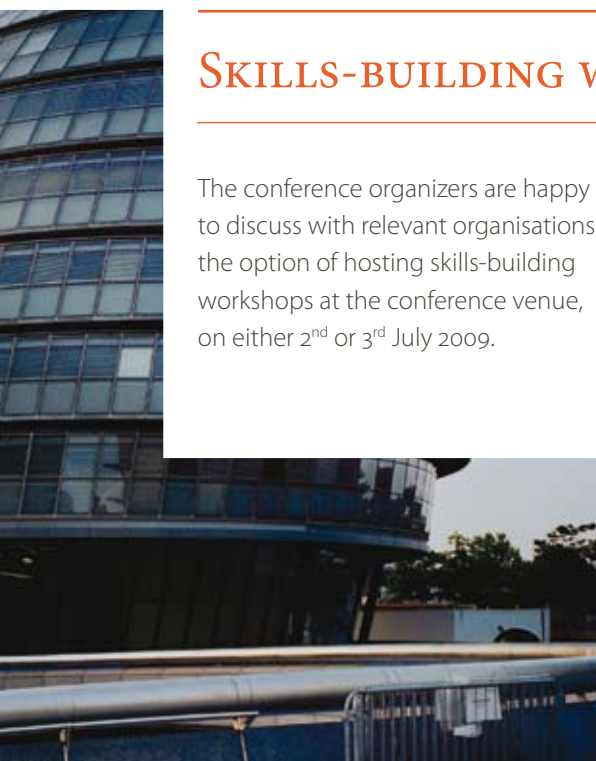 SKILLS-BUILDING
The conference organizers are happy
to discuss with relevant organisations
the option of hosting skills-building
workshops at the conference venue,
on either 2nd or 3rd July 2009.